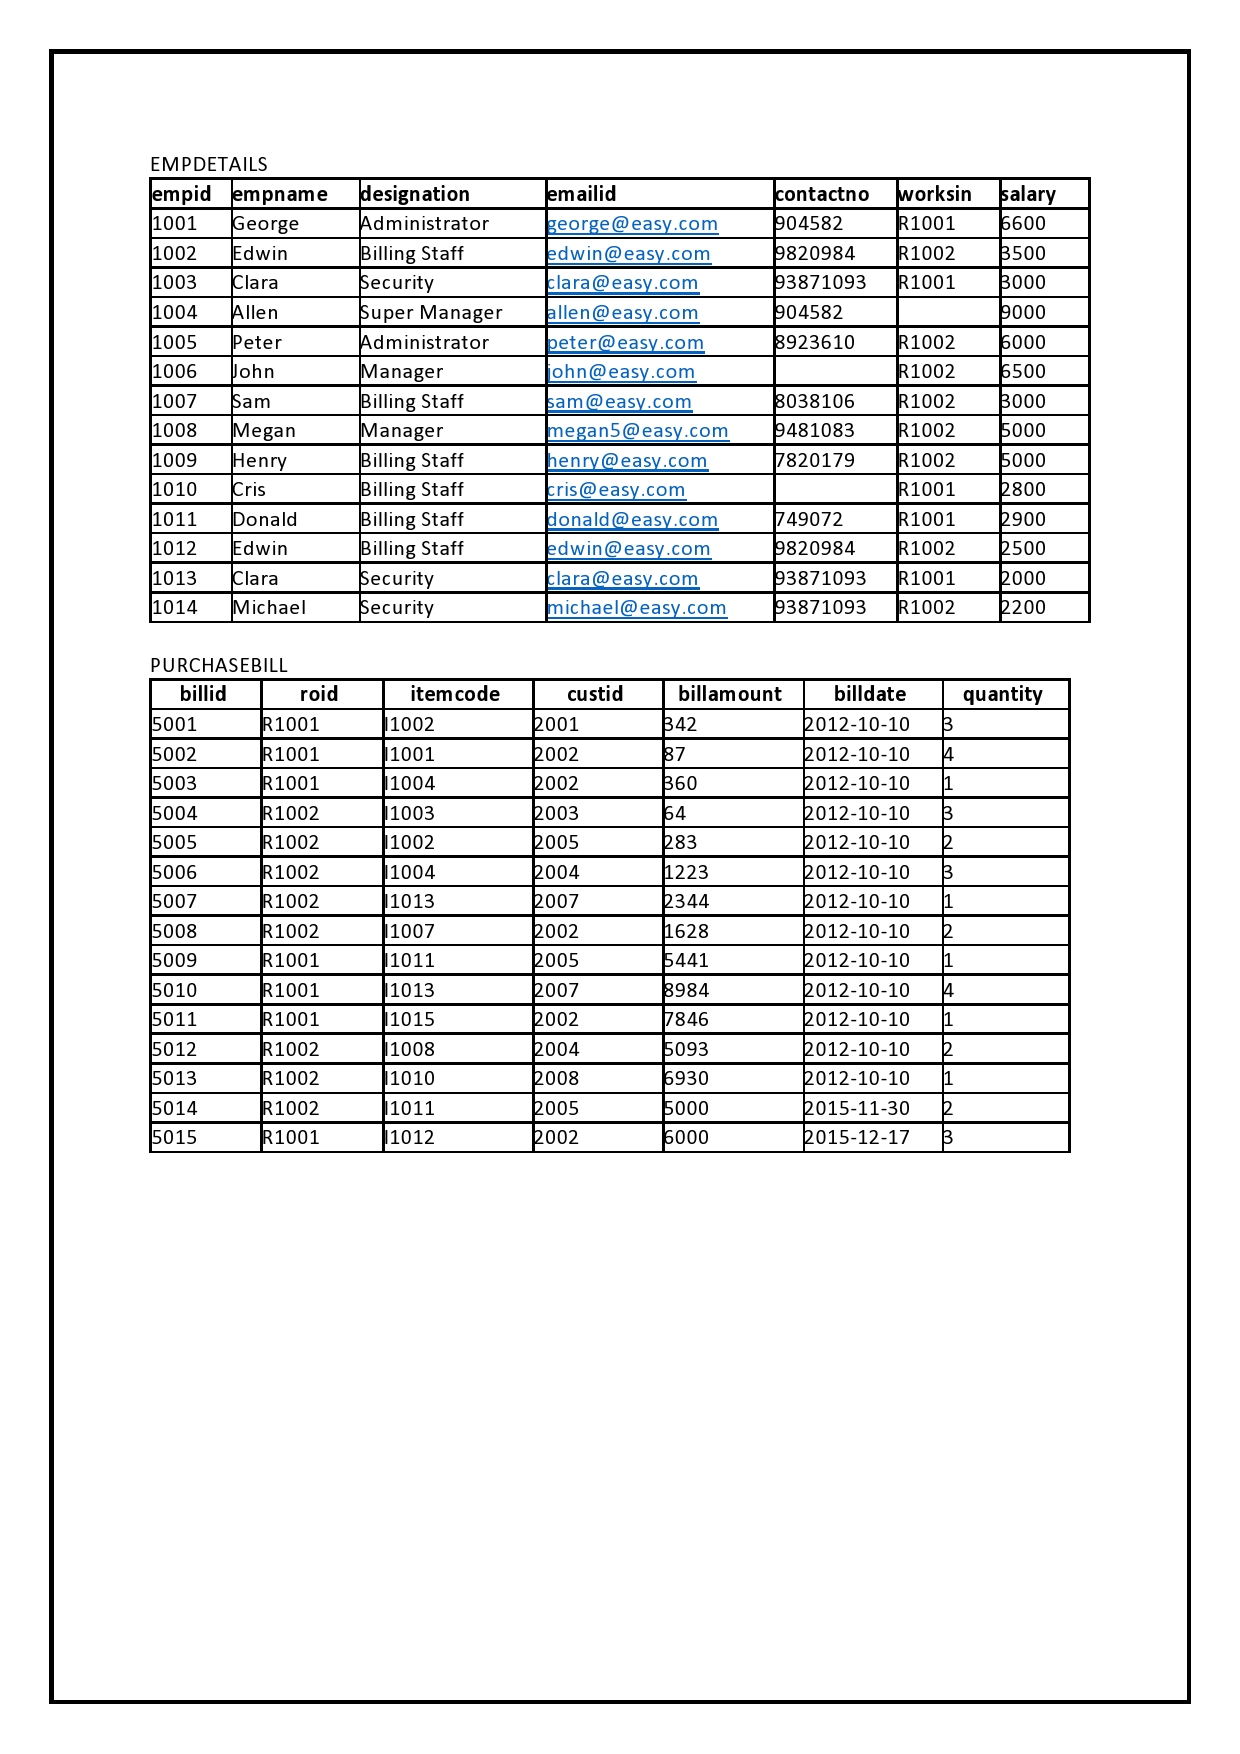 EMPDETAILS
empid empname designation emailid contactno worksin salary
1001 George Administrator george@easy.com 904582 R1001 6600
1002 Edwin Billing Staff edwin@easy.com 9820984 R1002 3500
1003 Clara Security clara@easy.com 93871093 R1001 3000
1004 Allen Super Manager allen@easy.com 904582 9000
1005 Peter Administrator peter@easy.com 8923610 R1002 6000
1006 John Manager john@easy.com R1002 6500
1007 Sam Billing Staff sam@easy.com 8038106 R1002 3000
1008 Megan Manager megan5@easy.com 9481083 R1002 5000
1009 Henry Billing Staff henry@easy.com 7820179 R1002 5000
1010 Cris Billing Staff cris@easy.com R1001 2800
1011 Donald Billing Staff donald@easy.com 749072 R1001 2900
1012 Edwin Billing Staff edwin@easy.com 9820984 R1002 2500
1013 Clara Security clara@easy.com 93871093 R1001 2000
1014 Michael Security michael@easy.com 93871093 R1002 2200
PURCHASEBILL
billid roid itemcode custid billamount billdate quantity
5001 R1001 I1002 2001 342 2012-10-10 3
5002 R1001 I1001 2002 87 2012-10-10 4
5003 R1001 I1004 2002 360 2012-10-10 1
5004 R1002 I1003 2003 64 2012-10-10 3
5005 R1002 I1002 2005 283 2012-10-10 2
5006 R1002 I1004 2004 1223 2012-10-10 3
5007 R1002 I1013 2007 2344 2012-10-10 1
5008 R1002 I1007 2002 1628 2012-10-10 2
5009 R1001 I1011 2005 5441 2012-10-10 1
5010 R1001 I1013 2007 8984 2012-10-10 4
5011 R1001 I1015 2002 7846 2012-10-10 1
5012 R1002 I1008 2004 5093 2012-10-10 2
5013 R1002 I1010 2008 6930 2012-10-10 1
5014 R1002 I1011 2005 5000 2015-11-30 2
5015 R1001 I1012 2002 6000 2015-12-17 3